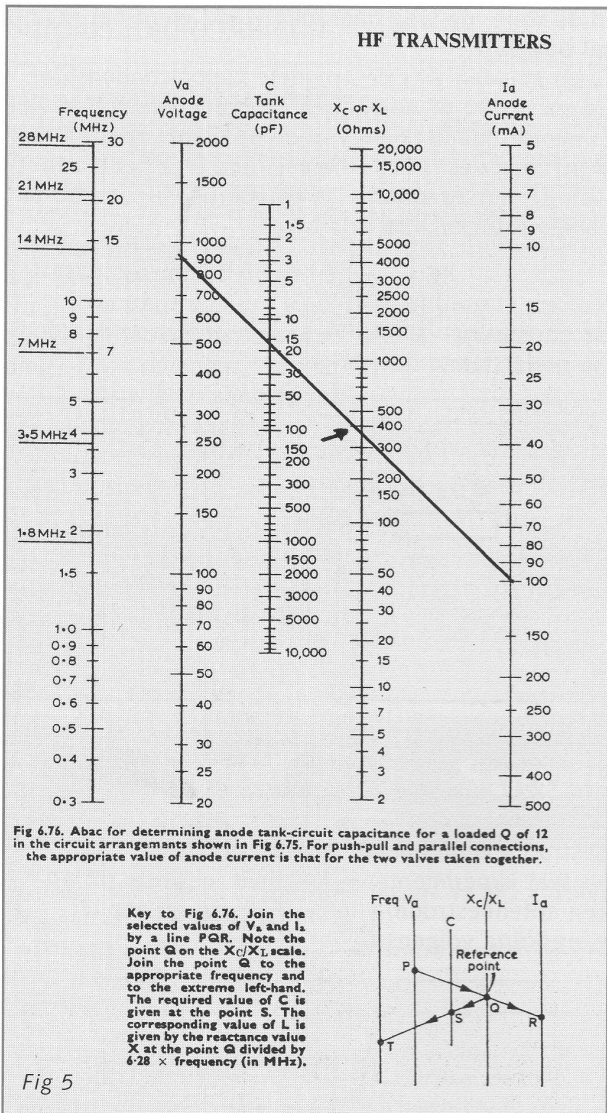 HF TRANSMITTERS
Frequency
(MHz)
28 MHz
21 MHz
14 MHz
7 MHz
3·5 MHz
1·8 MHz
30
25
20
15
10
9
8
7
5
4
3
2
1·5
1·0
0·9
0·8
0·7
0·6
0·5
0·4
0·3
Va
Anode
Voltage
2000
1500
1000
900
800
700
600
500
400
300
250
200
150
100
90
80
70
60
50
40
30
25
20
C
Tank
Capacitance
(pF)
1
1·5
2
3
5
10
15
20
30
50
100
150
200
300
500
1000
1500
2000
3000
5000
10,000
XC or XL
(Ohms)
20,000
15,000
10,000
5000
4000
3000
2500
2000
1500
1000
500
400
300
200
150
100
50
40
30
20
15
10
7
5
4
3
2
Ia
Anode
Current
(mA)
5
6
7
8
9
10
15
20
25
30
40
50
60
70
80
90
100
150
200
250
300
400
500
Fig 6.76. Abac for determining anode tank-circuit capacitance for a loaded Q of 12
in the circuit arrangements shown in Fig 6.75. For push-pull and parallel connections,
the appropriate value of anode current is that for the two valves taken together.
Key to Fig 6.76. Join the
selected values of Va and Ia
by a line PQR. Note the
point Q on the XC/XL scale.
Join the point Q to the
appropriate frequency and
to the extreme left-hand.
The required value of C is
given at the point S. The
corresponding value of L is
given by the reactance value
X at the point Q divided by
6·28 × frequency (in MHz).
Freq Va XC/XL Ia
C
Reference
point
P
Q
S
R
T
Fig 5